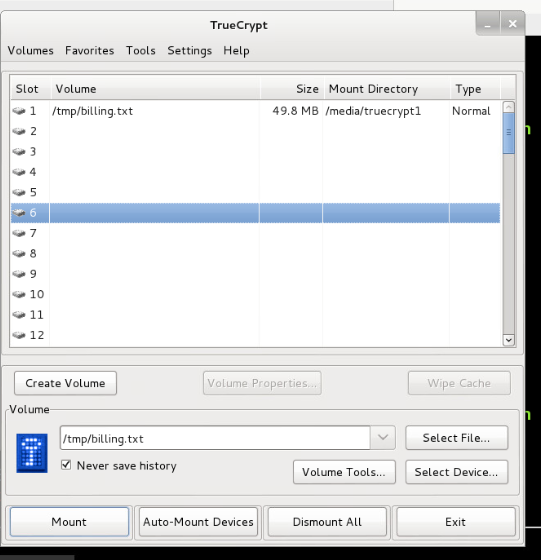 TrueCrypt
Volumes Favorites Tools Settings Help
Slot Volume Size Mount Directory Type
1 /tmp/billing.txt 49.8 MB /media/truecrypt1 Normal
2
3
4
5
6
7
8
9
10
11
12
Create Volume Volume Properties... Wipe Cache
Volume
/tmp/billing.txt Select File...
Never save history
Volume Tools... Select Device...
Mount Auto-Mount Devices Dismount All Exit